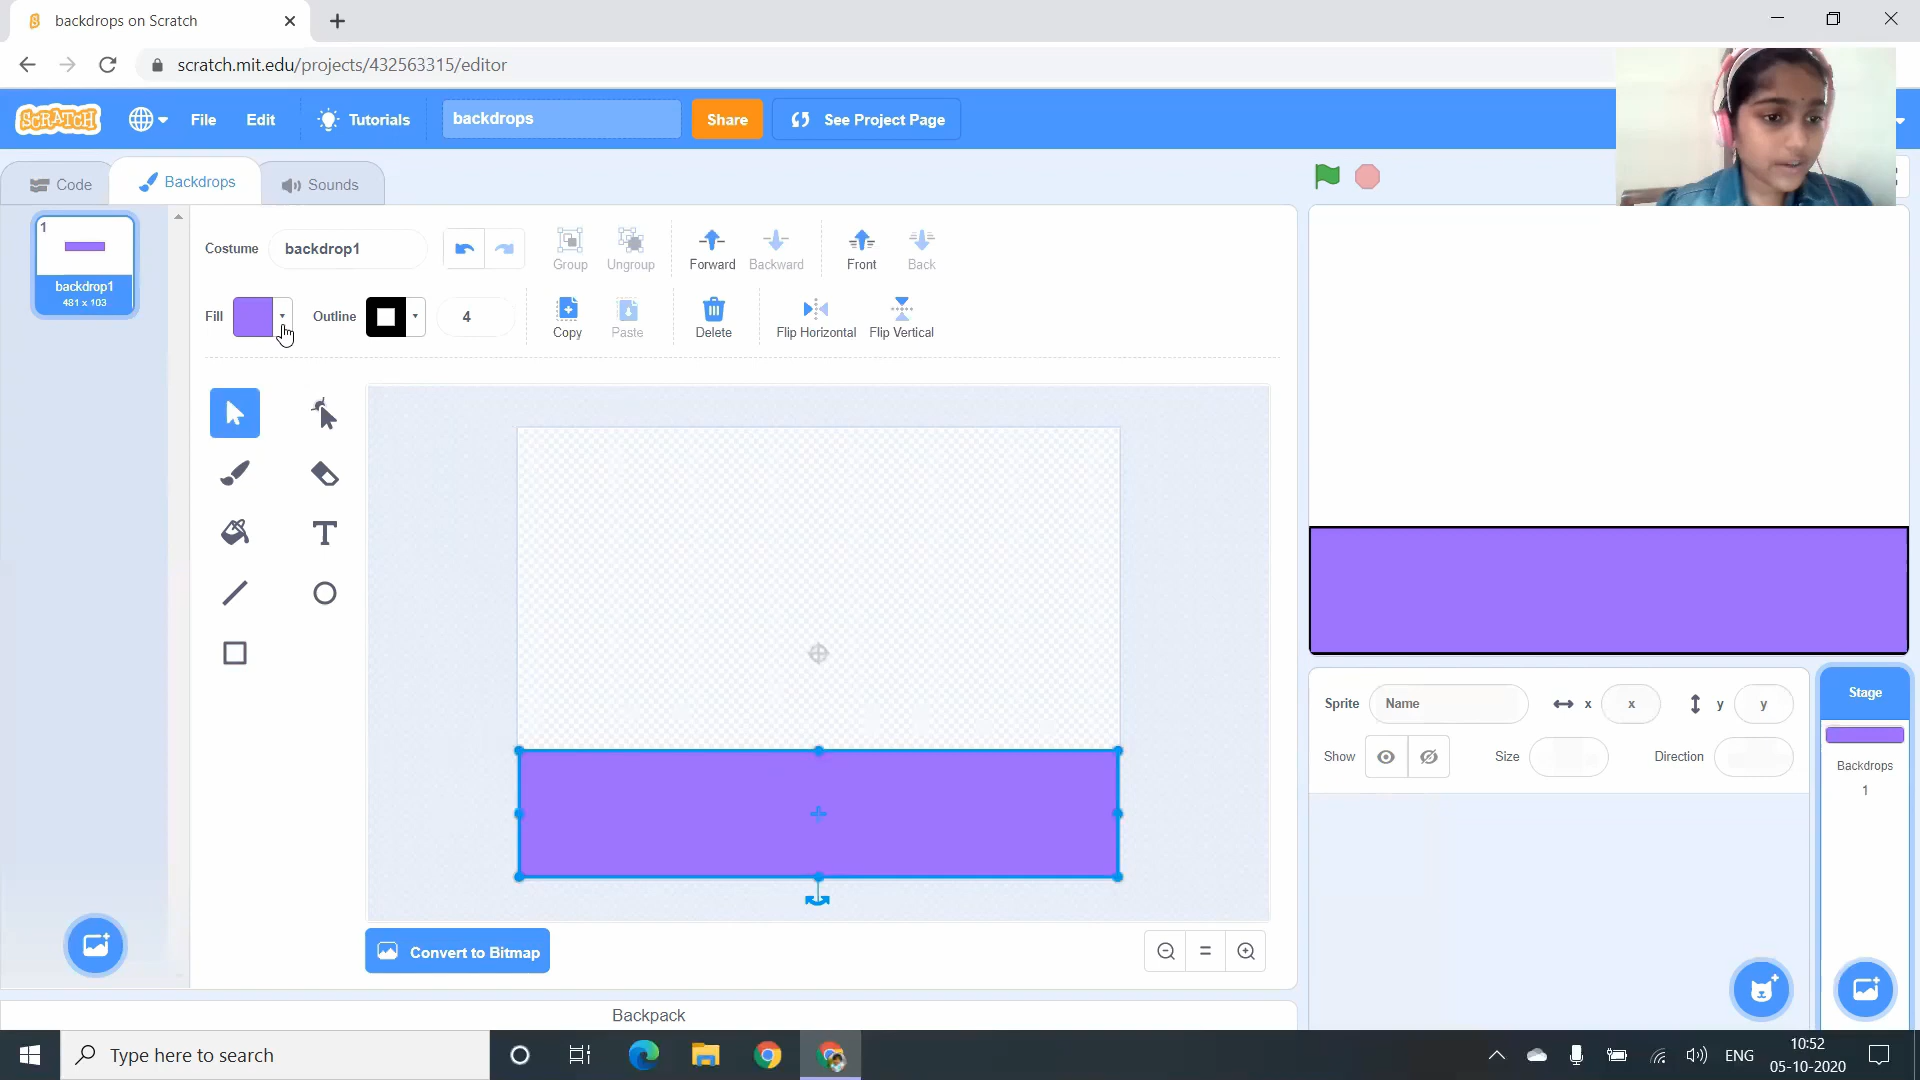 backdrops on Scratch
scratch.mit.edu/projects/432563315/editor
SCRATCH
File
Edit
Tutorials
backdrops
Share
See Project Page
Code
Backdrops
Sounds
1
backdrop1
481 x 103
Costume
backdrop1
Group
Ungroup
Forward
Backward
Front
Back
Fill
Outline
4
Copy
Paste
Delete
Flip Horizontal
Flip Vertical
Convert to Bitmap
Backpack
Sprite
Name
x
x
y
y
Show
Size
Direction
Stage
Backdrops
1
Type here to search
ENG
10:52
05-10-2020